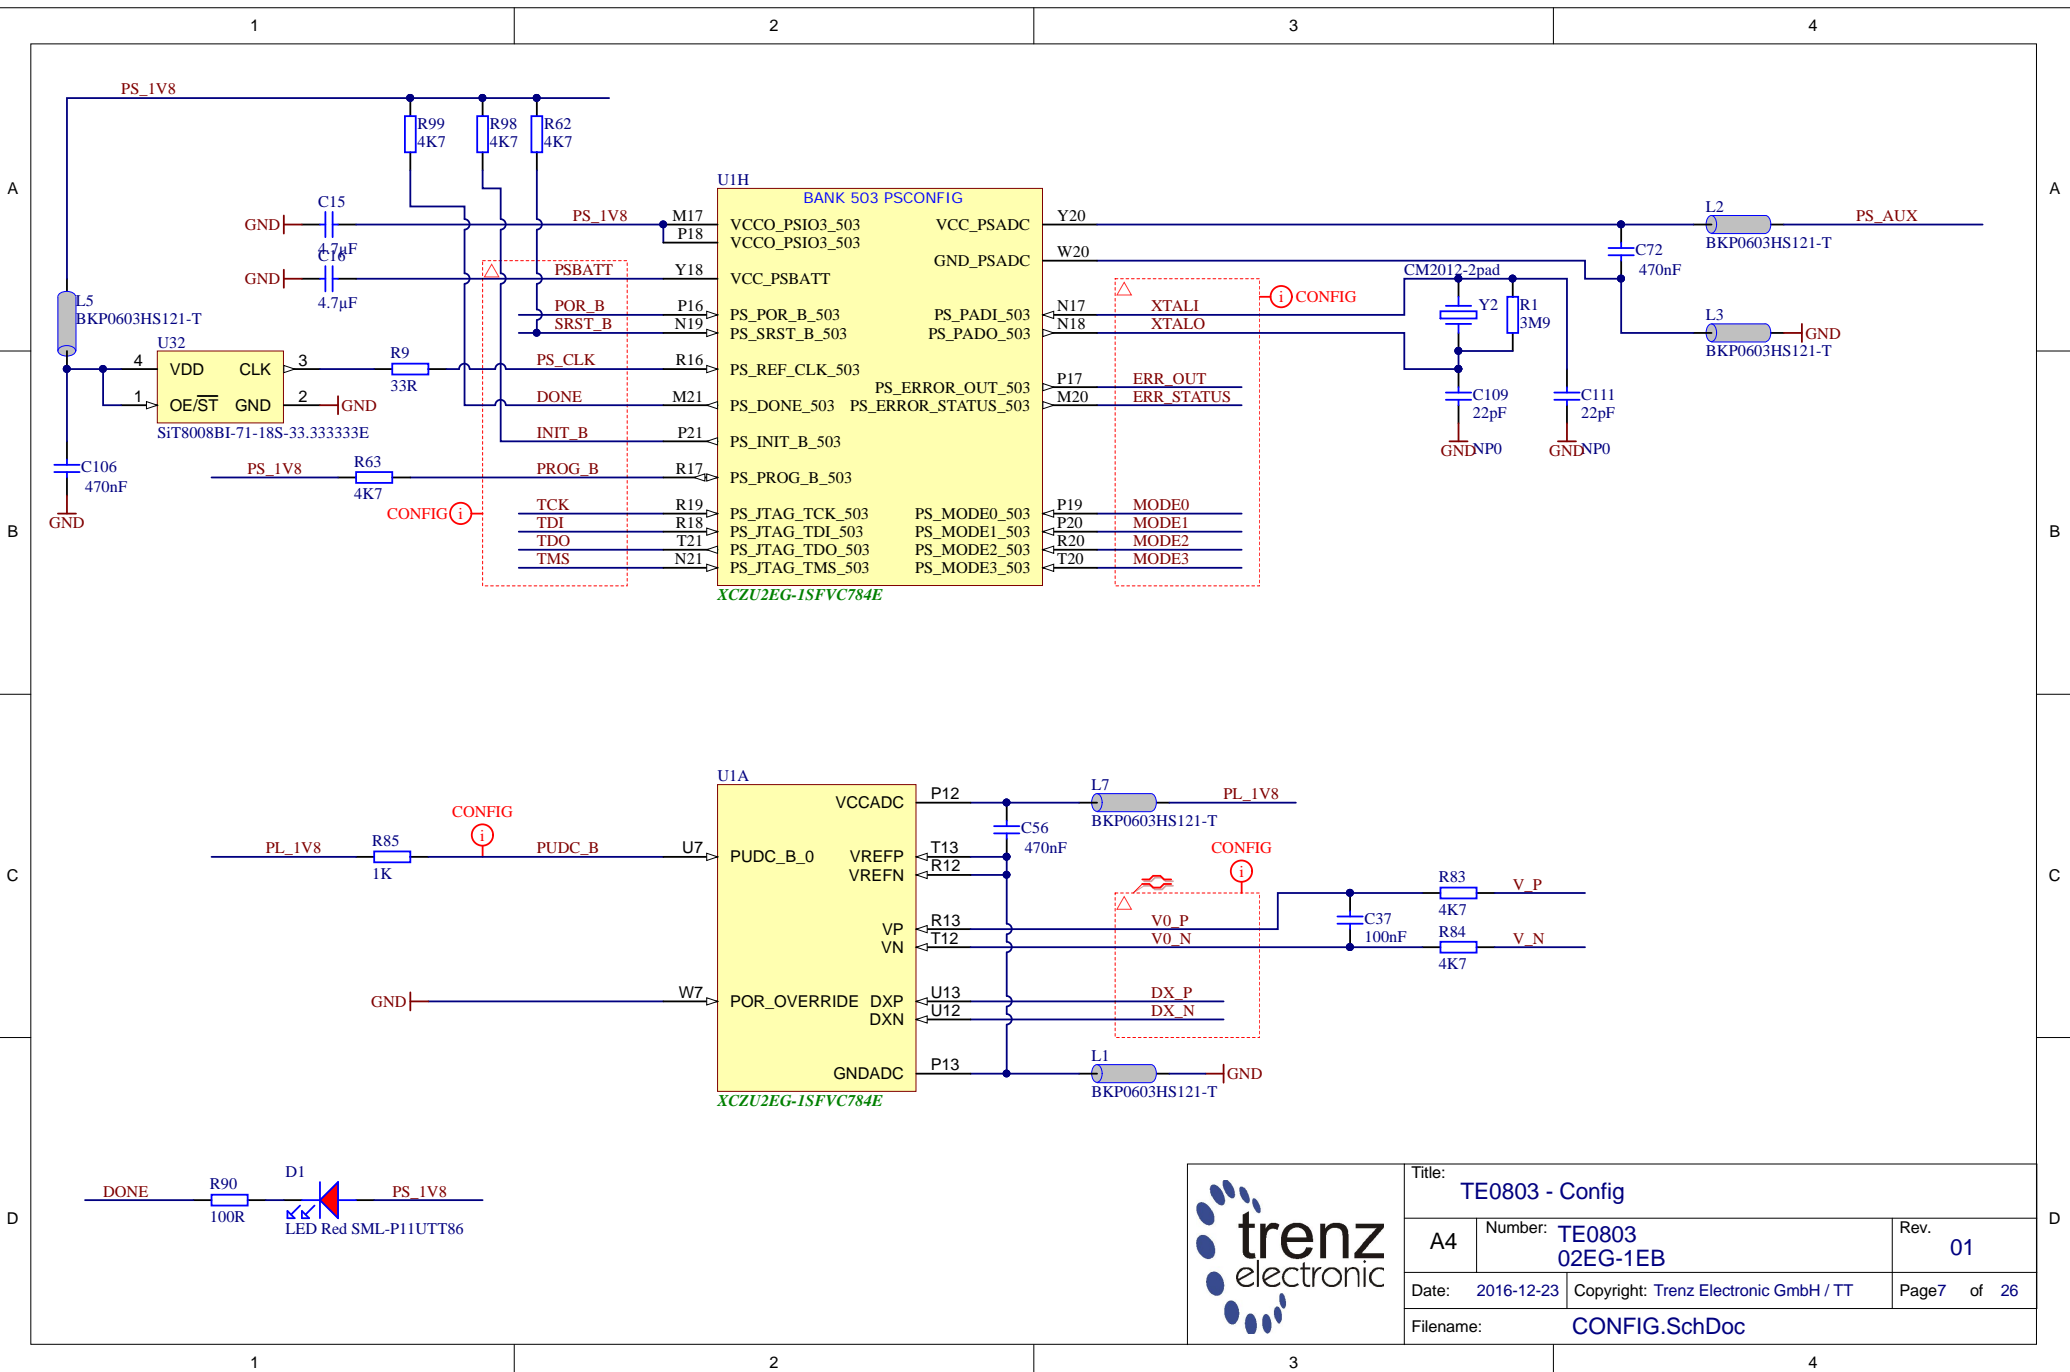 1 2 3 4
PS_1V8
R99 R98 R62
4K7 4K7 4K7
A A
U1H
BANK 503 PSCONFIG
C15
GND PS_1V8 M17 VCCO_PSIO3_503 VCC_PSADC Y20 L2 PS_AUX
P18 VCCO_PSIO3_503 BKP0603HS121-T
4.7µF
C16 GND_PSADC W20 C72
470nF
GND PSBATT Y18 VCC_PSBATT CM2012-2pad
4.7µF
L5
BKP0603HS121-T
POR_B P16 PS_POR_B_503 PS_PADI_503 N17 XTALI CONFIG Y2 R1
3M9
SRST_B N19 PS_SRST_B_503 PS_PADO_503 N18 XTALO L3 GND
BKP0603HS121-T
U32
4 VDD CLK 3 R9 PS_CLK R16 PS_REF_CLK_503
33R
PS_ERROR_OUT_503 P17 ERR_OUT
1 OE/ST GND 2 GND DONE M21 PS_DONE_503 PS_ERROR_STATUS_503 M20 ERR_STATUS
C109 C111
22pF 22pF
SiT8008BI-71-18S-33.333333E INIT_B P21 PS_INIT_B_503
GND NP0 GND NP0
C106
470nF
GND
PS_1V8 R63 PROG_B R17 PS_PROG_B_503
4K7
CONFIG
TCK R19 PS_JTAG_TCK_503 PS_MODE0_503 P19 MODE0
TDI R18 PS_JTAG_TDI_503 PS_MODE1_503 P20 MODE1
B B
TDO T21 PS_JTAG_TDO_503 PS_MODE2_503 R20 MODE2
TMS N21 PS_JTAG_TMS_503 PS_MODE3_503 T20 MODE3
XCZU2EG-1SFVC784E
U1A
VCCADC P12 L7 PL_1V8
BKP0603HS121-T
CONFIG
C56
470nF
PL_1V8 R85 PUDC_B U7 PUDC_B_0 VREFP T13
1K
CONFIG
C C
VREFN R12
R83 V_P
4K7
VP R13 V0_P C37
100nF
VN T12 V0_N R84 V_N
4K7
GND W7 POR_OVERRIDE DXP U13 DX_P
DXN U12 DX_N
GNDADC P13 L1 GND
BKP0603HS121-T
XCZU2EG-1SFVC784E
D1
DONE R90 PS_1V8
100R
LED Red SML-P11UTT86
D D
trenz
electronic
Title:
TE0803 - Config
A4 Number: TE0803
02EG-1EB
Rev.
01
Date: 2016-12-23 Copyright: Trenz Electronic GmbH / TT Page7 of 26
Filename: CONFIG.SchDoc
1 2 3 4